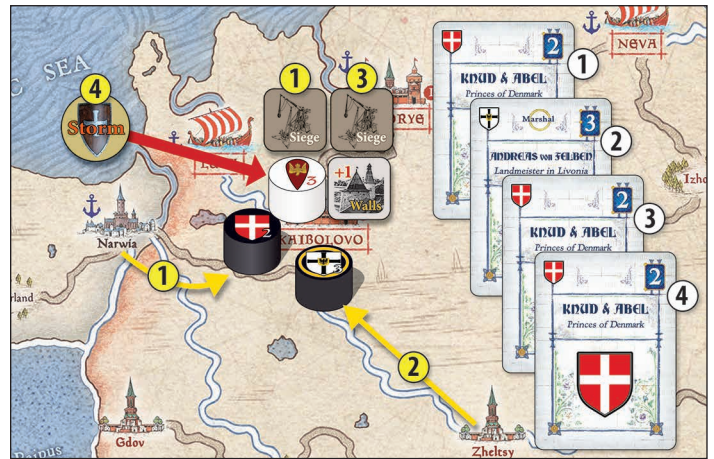 C SEA
4
Storm
1
3
Siege
Siege
3
+1
Walls
2
KAIBOLOVO
3
Narwia
1
rland
2
Gdov
Zheltsy
Peipus
NEVA
Izho
2
KNUD & ABEL
Princes of Denmark
1
Marshal
3
ANDREAS von FELBEN
Landmeister in Livonia
2
2
KNUD & ABEL
Princes of Denmark
3
2
KNUD & ABEL
Princes of Denmark
4